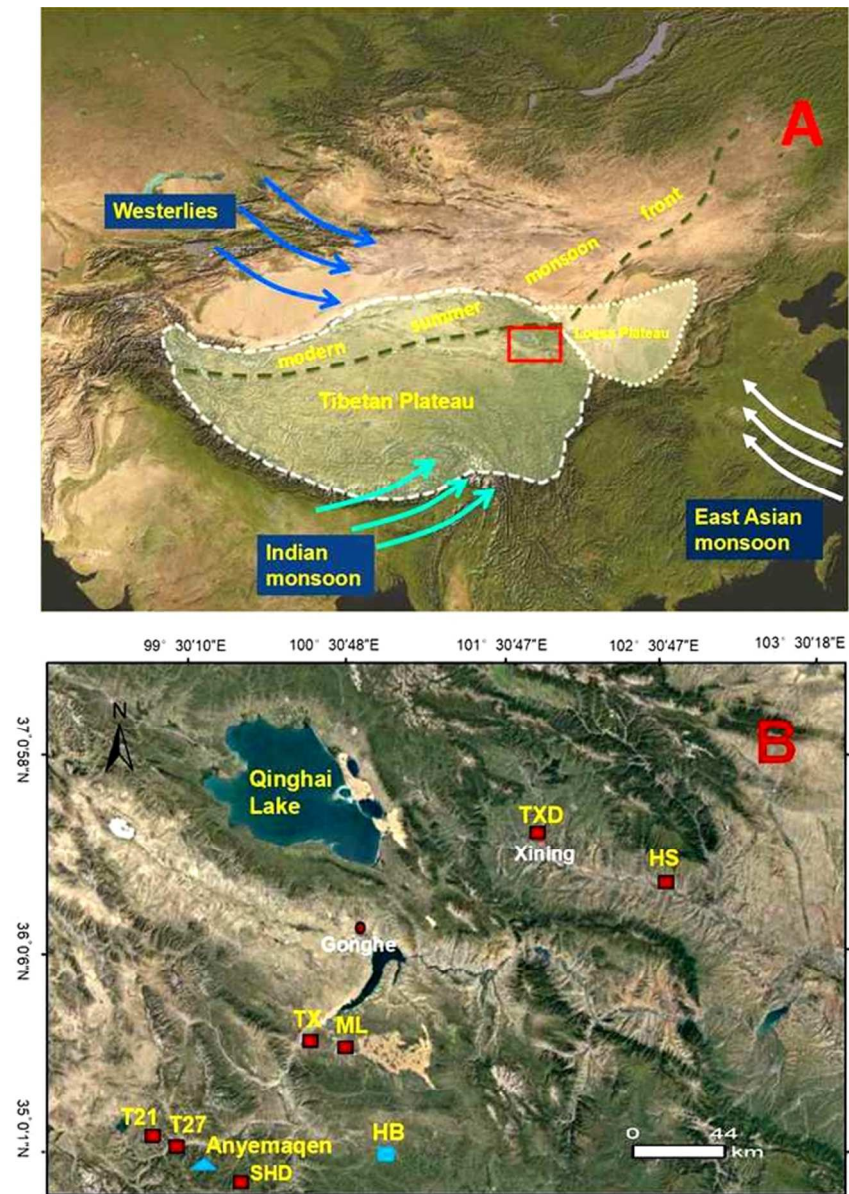 A
Westerlies
front
monsoon
summer
modern
Loess Plateau
Tibetan Plateau
East Asian
monsoon
Indian
monsoon
99° 30'10"E 100° 30'48"E 101° 30'47"E 102° 30'47"E 103° 30'18"E
37°0'58"N
36°0'6"N
35°0'1"N
N
B
Qinghai
Lake
TXD
Xining
HS
Gonghe
TX ML
T21 T27
Anyemaqen
HB
SHD
0 44
km